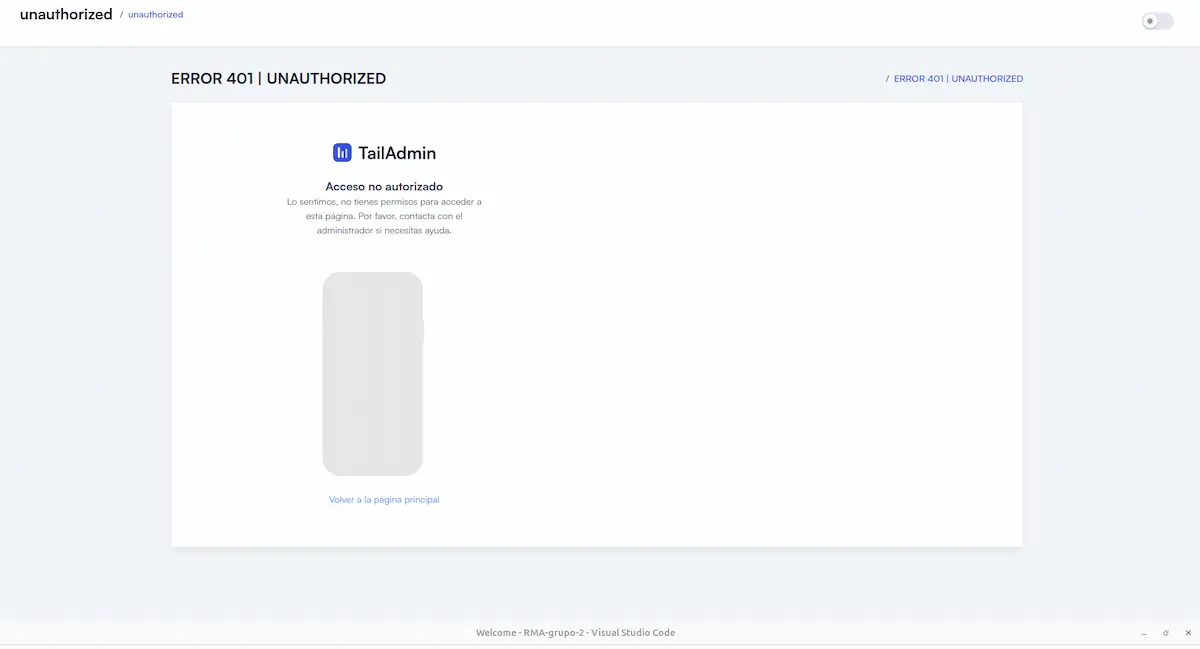 unauthorized / unauthorized
ERROR 401 | UNAUTHORIZED
/ ERROR 401 | UNAUTHORIZED
TailAdmin
Acceso no autorizado
Lo sentimos, no tienes permisos para acceder a
esta página. Por favor, contacta con el
administrador si necesitas ayuda.
Volver a la página principal
Welcome - RMA-grupo-2 - Visual Studio Code